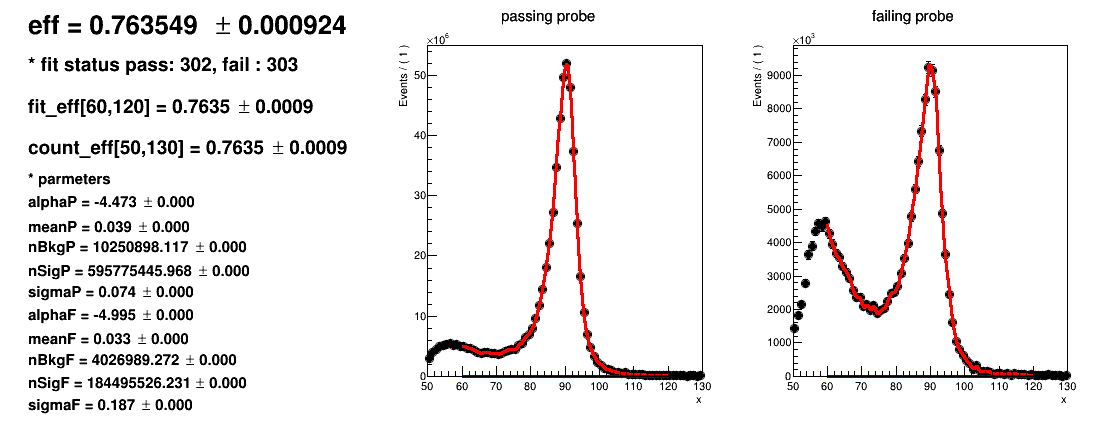 eff = 0.763549 ± 0.000924
* fit status pass: 302, fail : 303
fit_eff[60,120] = 0.7635 ± 0.0009
count_eff[50,130] = 0.7635 ± 0.0009
* parmeters
alphaP = -4.473 ± 0.000
meanP = 0.039 ± 0.000
nBkgP = 10250898.117 ± 0.000
nSigP = 595775445.968 ± 0.000
sigmaP = 0.074 ± 0.000
alphaF = -4.995 ± 0.000
meanF = 0.033 ± 0.000
nBkgF = 4026989.272 ± 0.000
nSigF = 184495526.231 ± 0.000
sigmaF = 0.187 ± 0.000
passing probe
×10⁶
Events / ( 1 )
50
40
30
20
10
0
50 60 70 80 90 100 110 120 130
x
failing probe
×10³
Events / ( 1 )
9000
8000
7000
6000
5000
4000
3000
2000
1000
0
50 60 70 80 90 100 110 120 130
x